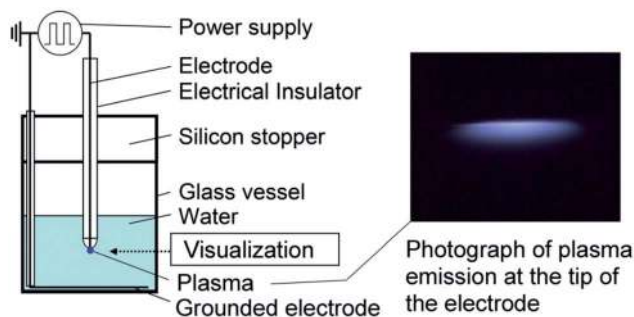 Power supply
Electrode
Electrical Insulator
Silicon stopper
Glass vessel
Water
Visualization
Plasma
Grounded electrode
Photograph of plasma
emission at the tip of
the electrode